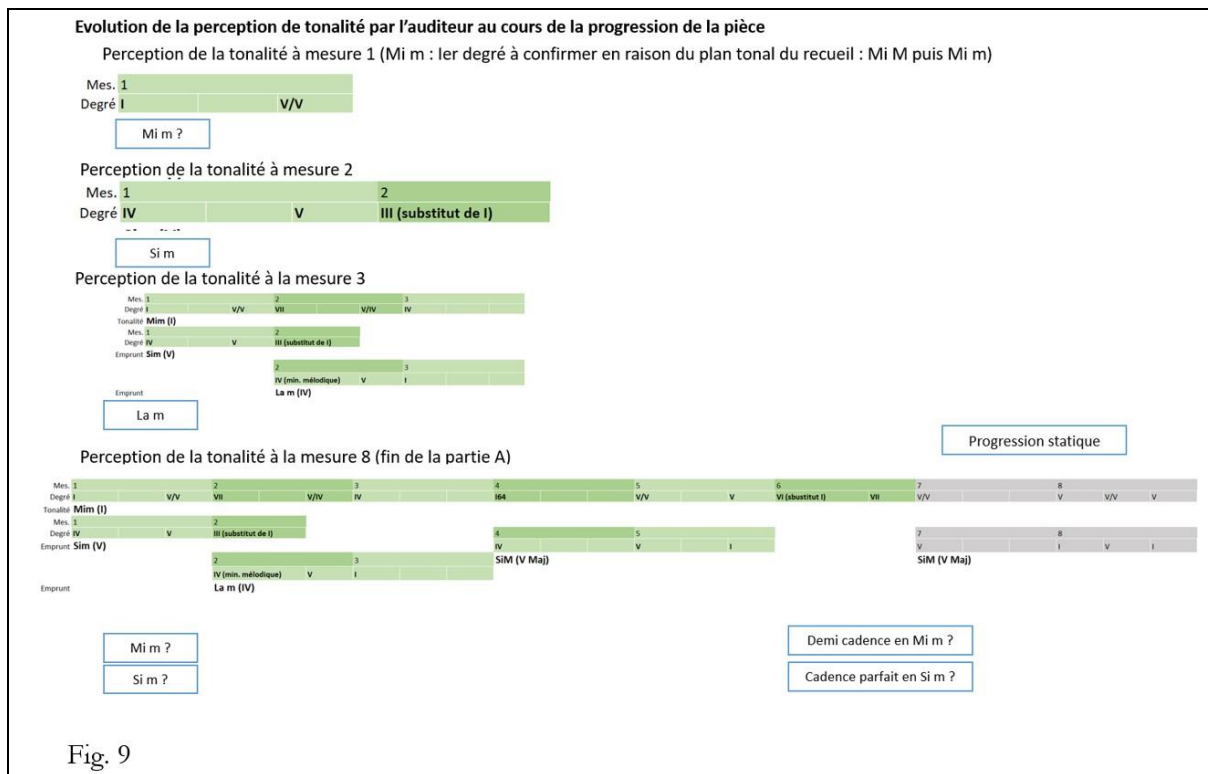 Evolution de la perception de tonalité par l'auditeur au cours de la progression de la pièce
Perception de la tonalité à mesure 1 (Mi m : Ier degré à confirmer en raison du plan tonal du recueil : Mi M puis Mi m)
Mes. 1
Degré I V/V
Mi m ?
Perception de la tonalité à mesure 2
Mes. 1 2
Degré IV V III (substitut de I)
Si m
Perception de la tonalité à la mesure 3
Mes. 1 2 3
Degré I V/V VII V/IV IV
Tonalité Mim (I)
Mes. 1 2
Degré IV V III (substitut de I)
Emprunt Sim (V)
2 3
IV (min. mélodique) V I
Emprunt La m (IV)
La m
Progression statique
Perception de la tonalité à la mesure 8 (fin de la partie A)
Mes. 1 2 3 4 5 6 7 8
Degré I V/V VII V/IV IV I64 V/V V VI (sbustitut I) VII V/V V V/V V
Tonalité Mim (I)
Mes. 1 2 4 5 7 8
Degré IV V III (substitut de I) IV V I V I V I
Emprunt Sim (V) SiM (V Maj) SiM (V Maj)
2 3
IV (min. mélodique) V I
Emprunt La m (IV)
Mi m ? Demi cadence en Mi m ?
Si m ? Cadence parfait en Si m ?
Fig. 9